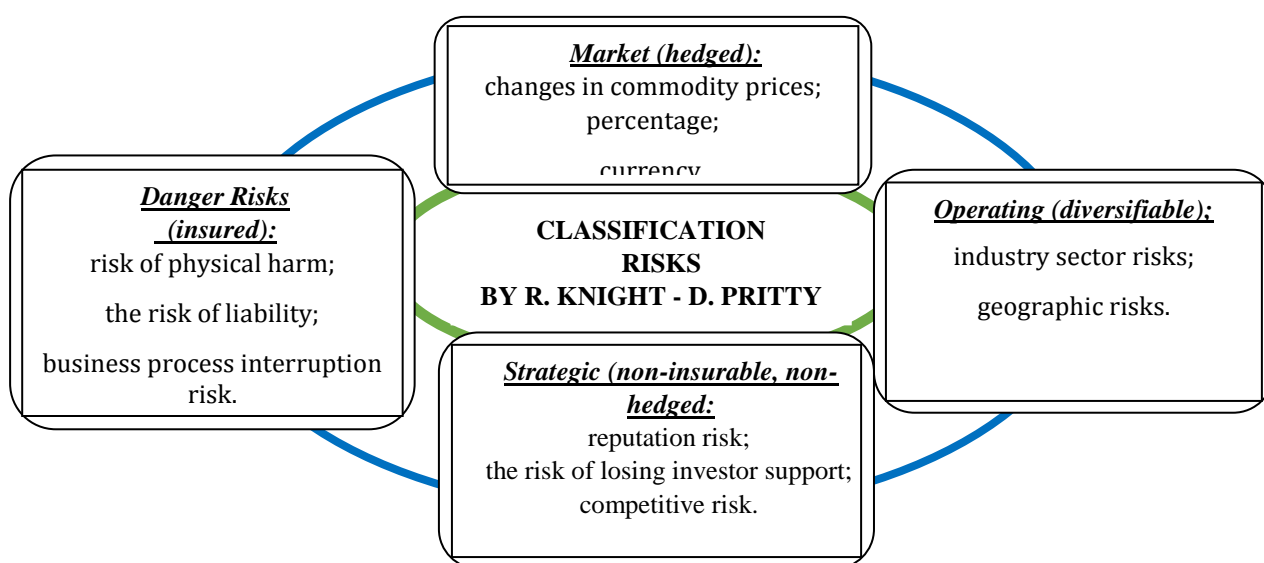 Market (hedged):
changes in commodity prices;
percentage;
currency
Danger Risks
(insured):
risk of physical harm;
the risk of liability;
business process interruption
risk.
CLASSIFICATION
RISKS
BY R. KNIGHT - D. PRITTY
Operating (diversifiable);
industry sector risks;
geographic risks.
Strategic (non-insurable, non-
hedged:
reputation risk;
the risk of losing investor support;
competitive risk.